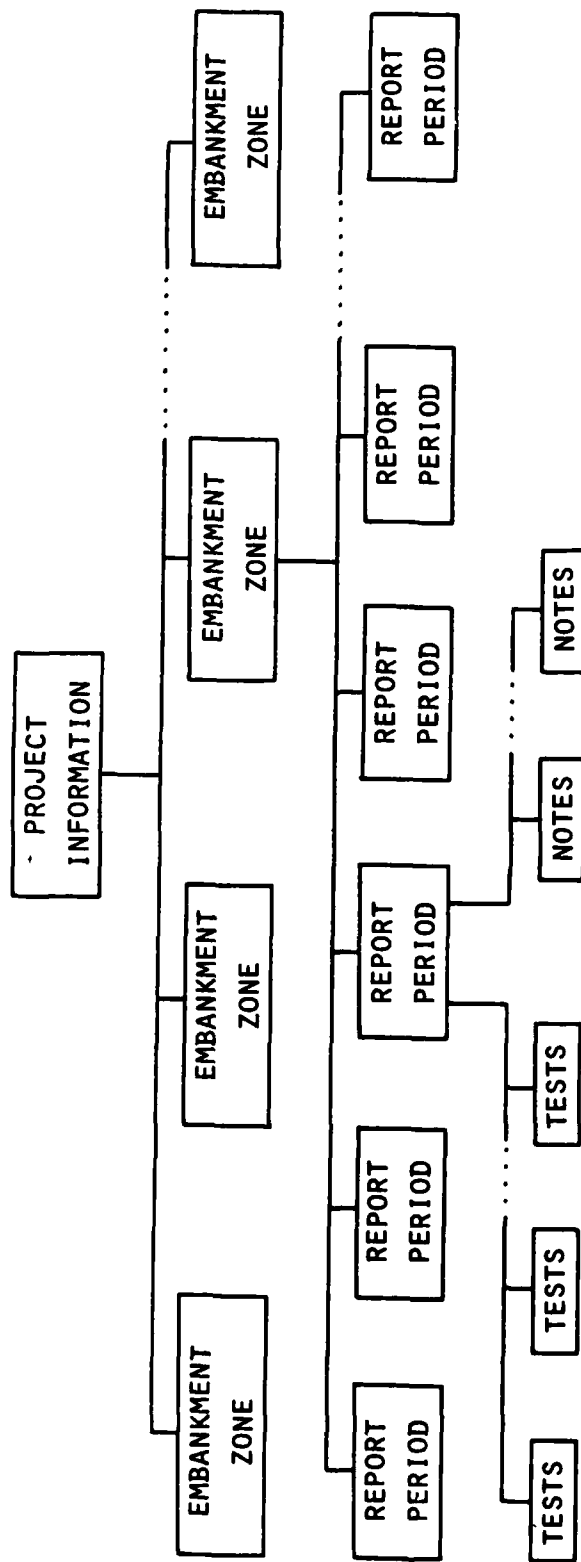 PROJECT
INFORMATION
EMBANKMENT
ZONE
EMBANKMENT
ZONE
EMBANKMENT
ZONE
EMBANKMENT
ZONE
REPORT
PERIOD
REPORT
PERIOD
REPORT
PERIOD
REPORT
PERIOD
REPORT
PERIOD
REPORT
PERIOD
TESTS
TESTS
TESTS
NOTES
NOTES